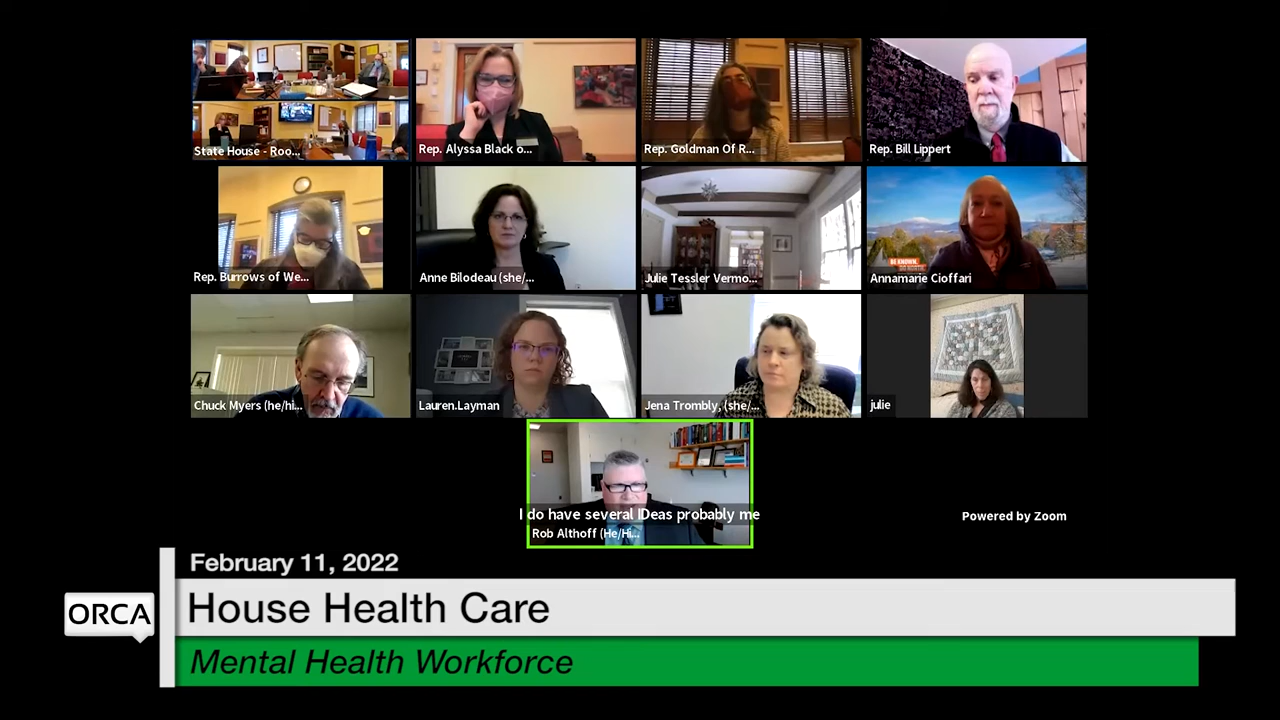 State House - Roo...
Rep. Alyssa Black o...
Rep. Goldman Of R...
Rep. Bill Lippert
Rep. Burrows of We...
Anne Bilodeau (she/...
Julie Tessler Vermo...
BE KNOWN.
Annamarie Cioffari
Chuck Myers (he/hi...
Lauren.Layman
Jena Trombly, (she/...
julie
I do have several IDeas probably me
Rob Althoff (He/Hi...
Powered by Zoom
February 11, 2022
ORCA
House Health Care
Mental Health Workforce